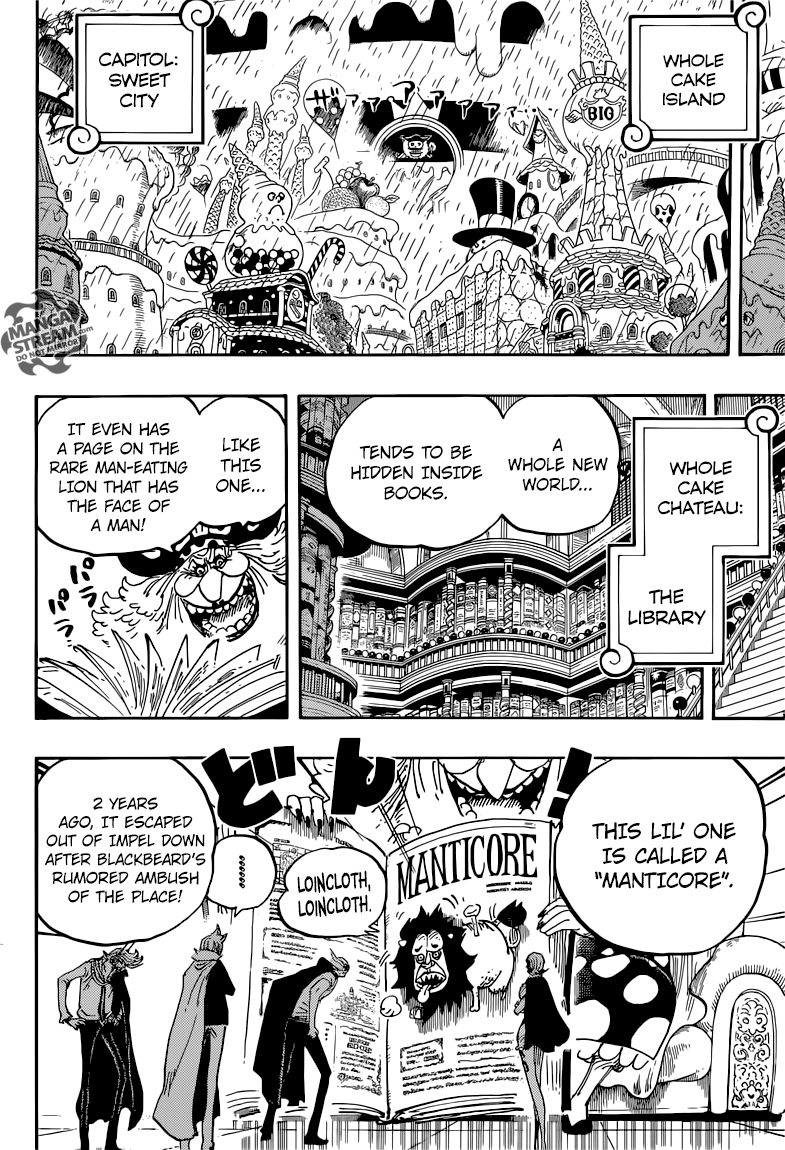 WHOLE
CAKE
ISLAND
CAPITOL:
SWEET
CITY
ザァァァァァ…
BIG
MANGA
STREAM.com
DO NOT MIRROR!
WHOLE
CAKE
CHATEAU:
THE
LIBRARY
A
WHOLE NEW
WORLD...
TENDS TO BE
HIDDEN INSIDE
BOOKS.
LIKE
THIS
ONE...
IT EVEN HAS
A PAGE ON THE
RARE MAN-EATING
LION THAT HAS
THE FACE OF
A MAN!
パラパラ
THIS LIL' ONE
IS CALLED A
"MANTICORE".
どん!
MANTICORE
LOINCLOTH,
LOINCLOTH.
2 YEARS
AGO, IT ESCAPED
OUT OF IMPEL DOWN
AFTER BLACKBEARD'S
RUMORED AMBUSH
OF THE PLACE!